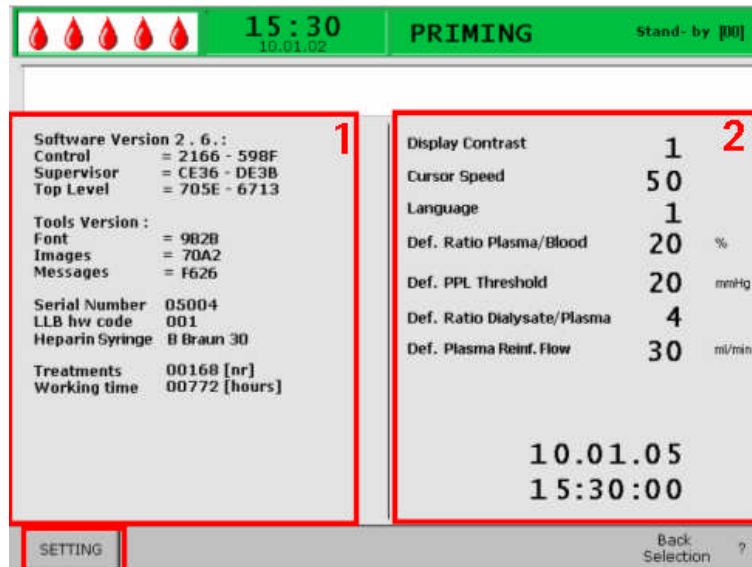 15:30
10.01.02
PRIMING
Stand- by [00]
1
Software Version 2 . 6 . :
Control = 2166 - 598F
Supervisor = CE36 - DE3B
Top Level = 705E - 6713
Tools Version :
Font = 9B2B
Images = 70A2
Messages = F626
Serial Number 05004
LLB hw code 001
Heparin Syringe B Braun 30
Treatments 00168 [nr]
Working time 00772 [hours]
2
Display Contrast 1
Cursor Speed 50
Language 1
Def. Ratio Plasma/Blood 20 %
Def. PPL Threshold 20 mmHg
Def. Ratio Dialysate/Plasma 4
Def. Plasma Reinf. Flow 30 ml/min
10.01.05
15:30:00
SETTING
Back
Selection
?